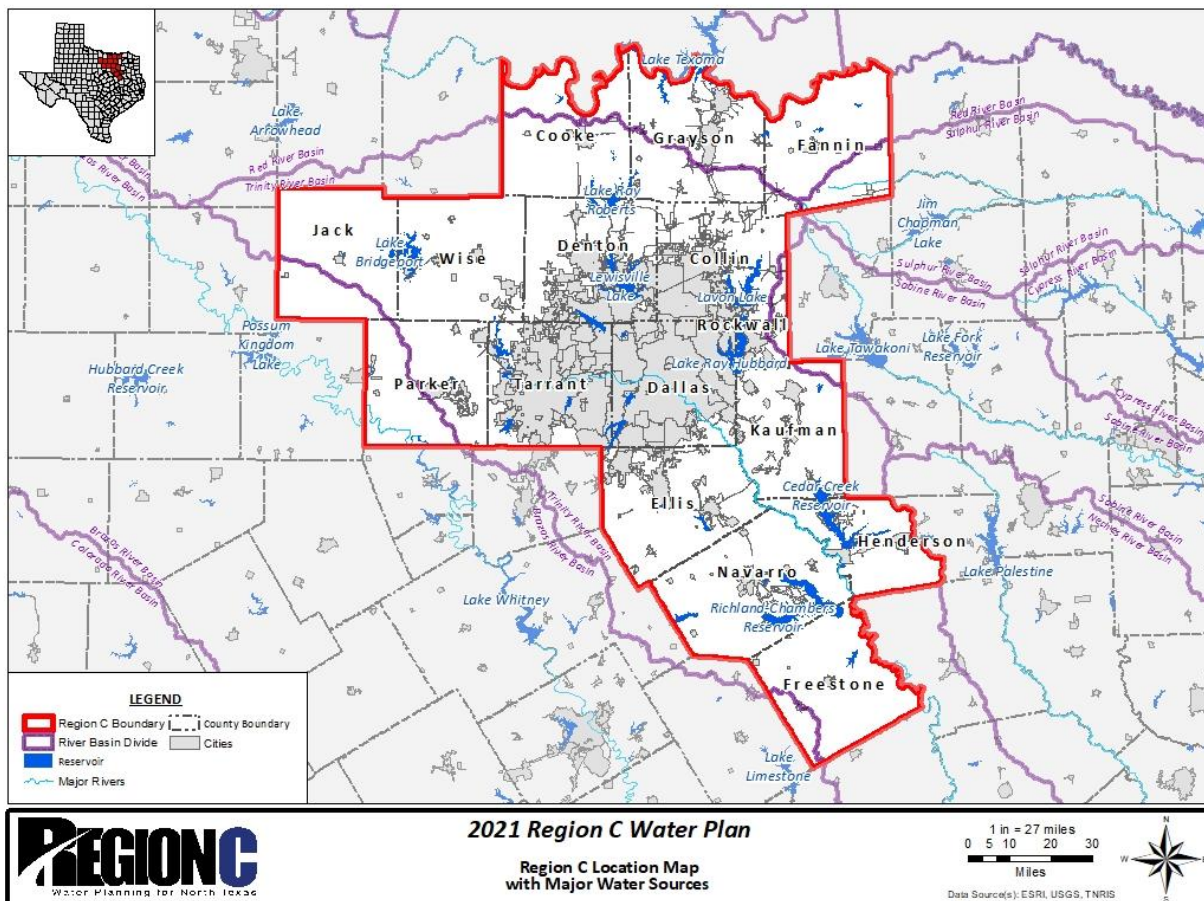 Lake Texoma
Lake
Arrowhead
Red River Basin
Trinity River Basin
Brazos River Basin
Red River Basin
Sulphur River Basin
Cooke
Grayson
Fannin
Lake Ray
Roberts
Jim
Chapman
Lake
Jack
Lake
Bridgeport
Wise
Denton
Collin
Lewisville
Lake
Lavon Lake
Sulphur River Basin
Sabine River Basin
Sulphur River Basin
Cypress River Basin
Rockwall
Possum
Kingdom
Lake
Hubbard Creek
Reservoir
Lake Tawakoni
Lake Fork
Reservoir
Lake Ray Hubbard
Parker
Tarrant
Dallas
Kaufman
Cypress River Basin
Sabine River Basin
Cedar Creek
Reservoir
Ellis
Henderson
Sabine River Basin
Neches River Basin
Trinity River Basin
Brazos River Basin
Brazos River Basin
Colorado River Basin
Navarro
Lake Palestine
Lake Whitney
Richland-Chambers
Reservoir
Freestone
Lake
Limestone
LEGEND
Region C Boundary
County Boundary
River Basin Divide
Cities
Reservoir
Major Rivers
REGION C
Water Planning for North Texas
2021 Region C Water Plan
Region C Location Map
with Major Water Sources
1 in = 27 miles
0 5 10 20 30
Miles
N
W
E
S
Data Source(s): ESRI, USGS, TNRIS